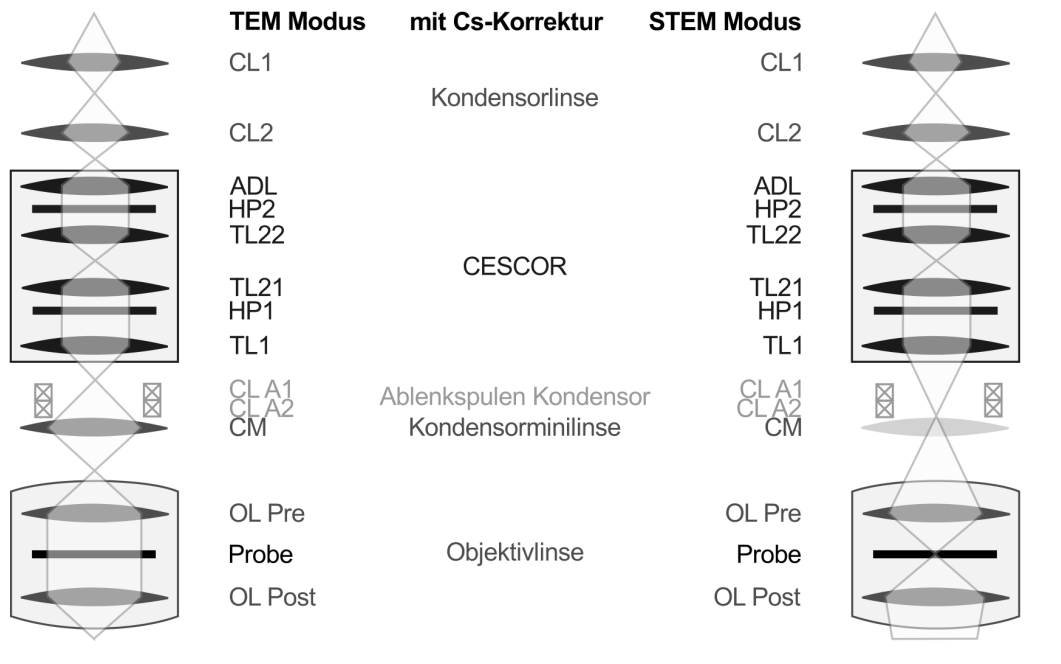 TEM Modus mit Cs-Korrektur STEM Modus
CL1 CL1
Kondensorlinse
CL2 CL2
ADL ADL
HP2 HP2
TL22 TL22
CESCOR
TL21 TL21
HP1 HP1
TL1 TL1
CL A1 Ablenkspulen Kondensor CL A1
CL A2 CL A2
CM Kondensorminilinse CM
OL Pre OL Pre
Probe Objektivlinse Probe
OL Post OL Post